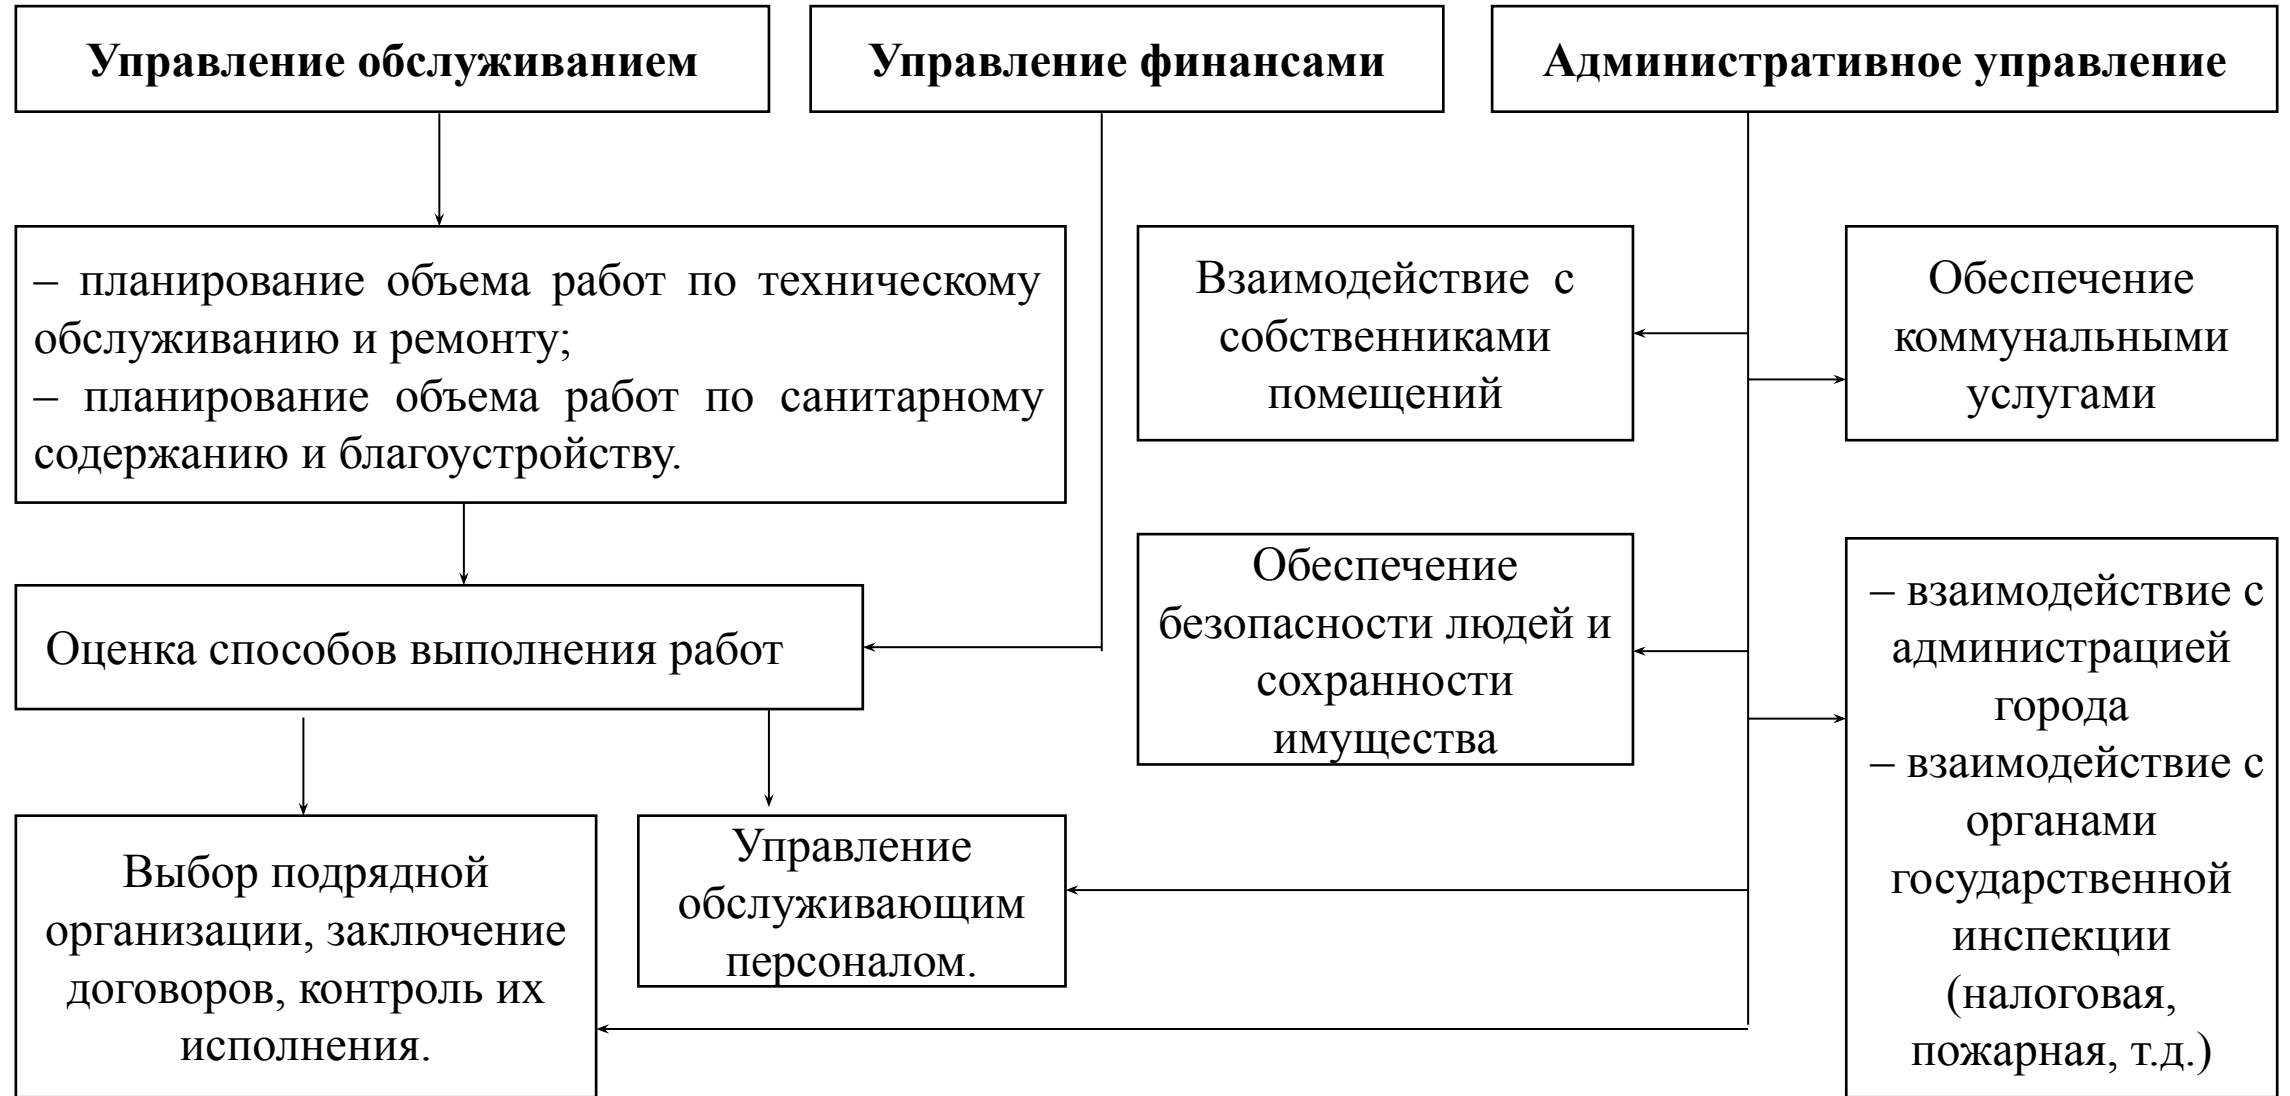 Управление обслуживанием
Управление финансами
Административное управление
– планирование объема работ по техническому
обслуживанию и ремонту;
– планирование объема работ по санитарному
содержанию и благоустройству.
Взаимодействие с
собственниками
помещений
Обеспечение
коммунальными
услугами
Оценка способов выполнения работ
Обеспечение
безопасности людей и
сохранности
имущества
– взаимодействие с
администрацией
города
– взаимодействие с
органами
государственной
инспекции
(налоговая,
пожарная, т.д.)
Выбор подрядной
организации, заключение
договоров, контроль их
исполнения.
Управление
обслуживающим
персоналом.